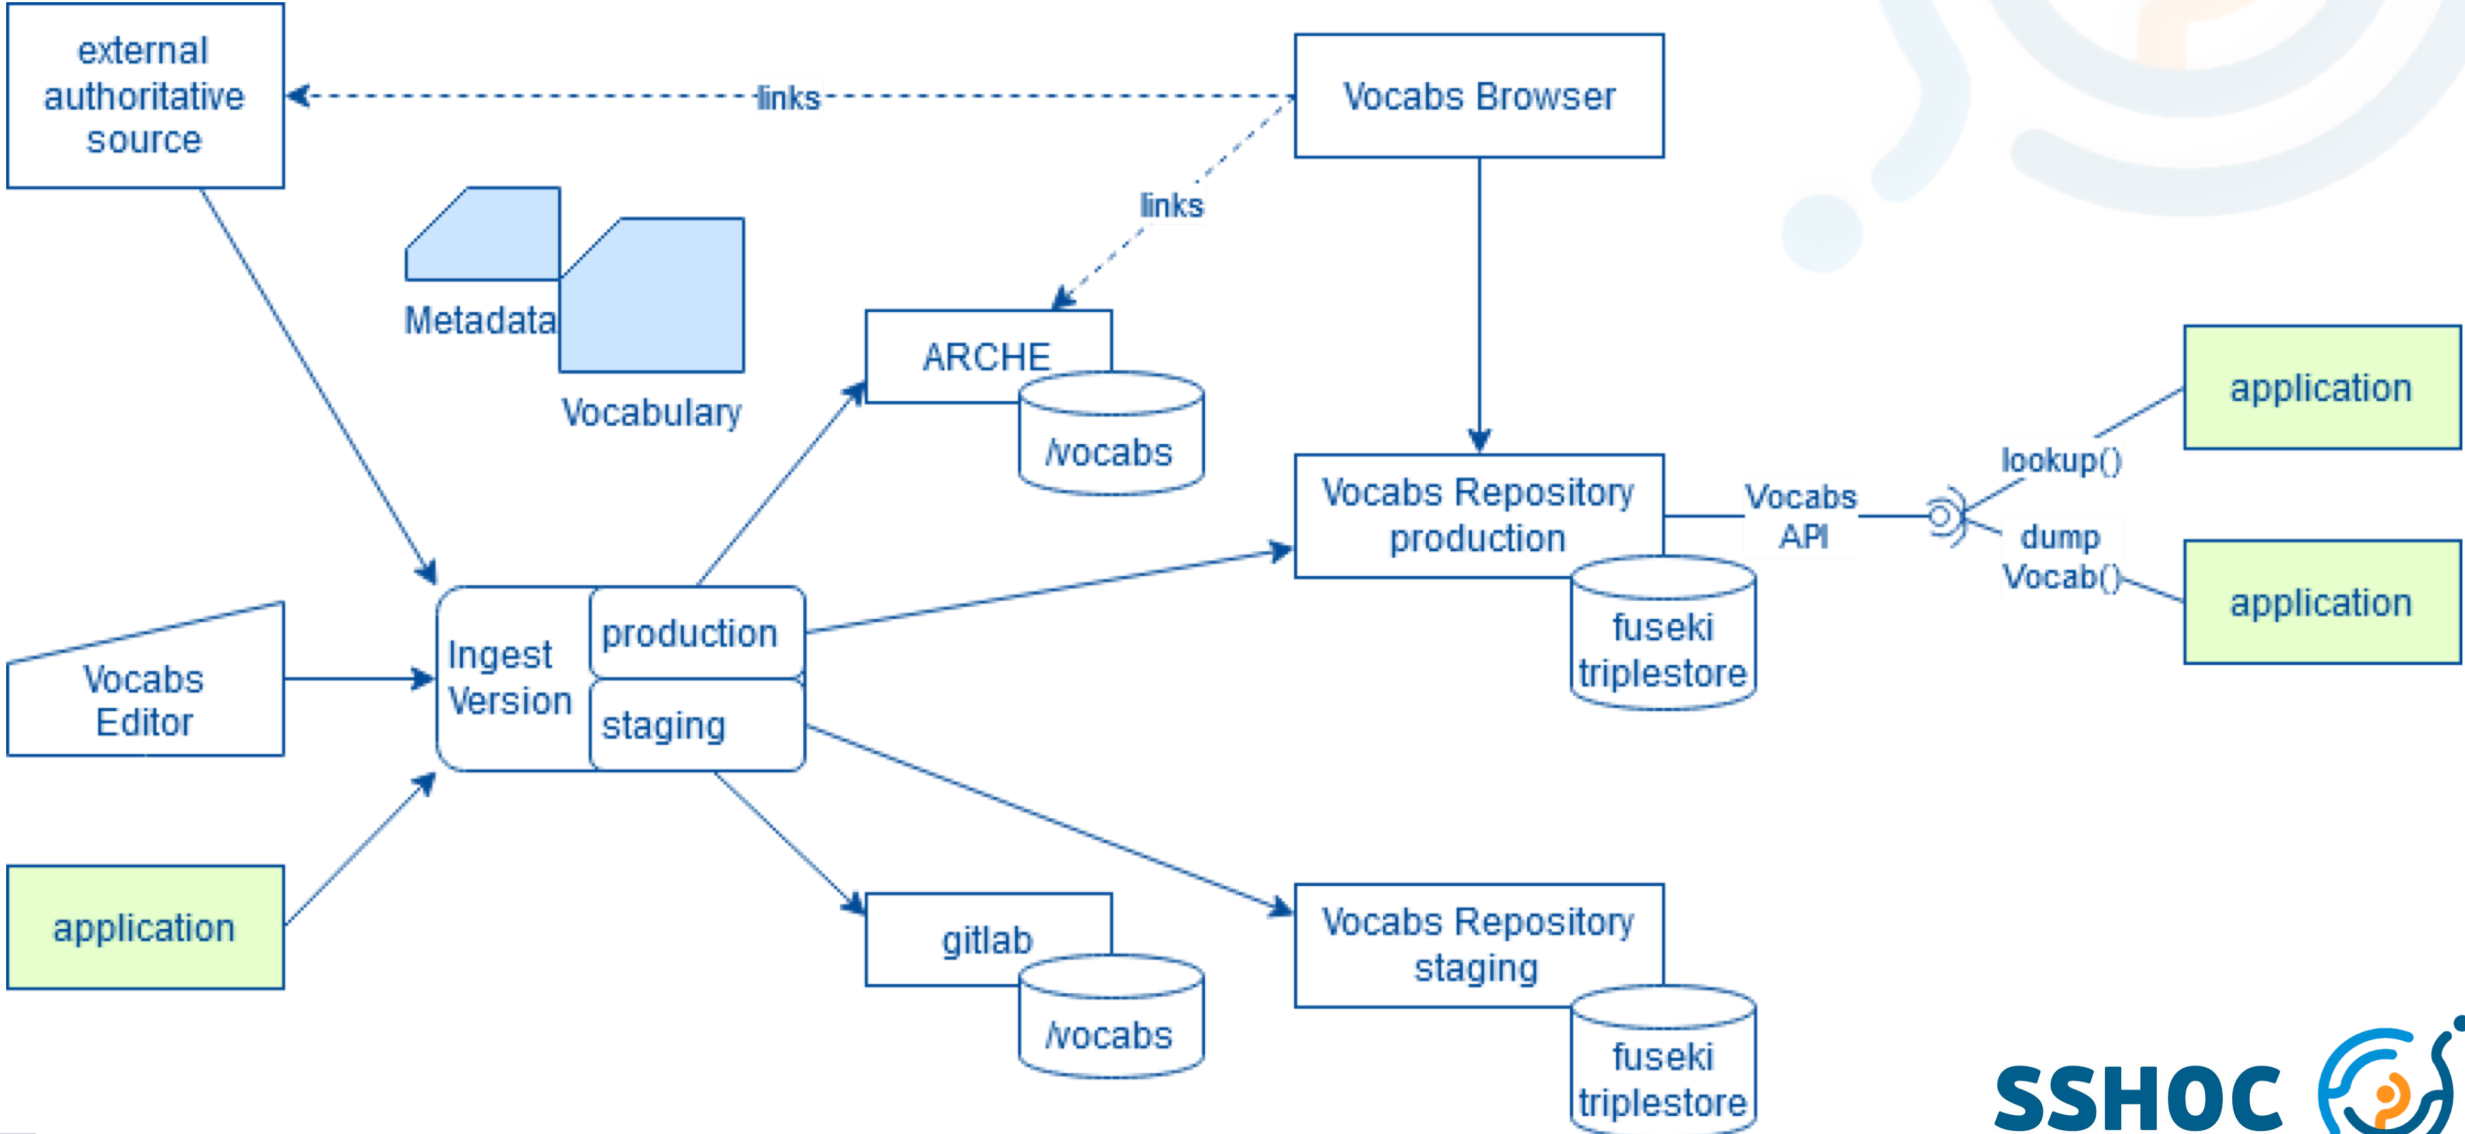 external
authoritative
source
links
Vocabs Browser
links
Metadata
Vocabulary
ARCHE
/vocabs
application
lookup()
Vocabs Repository
production
Vocabs
API
dump
Vocab()
application
fuseki
triplestore
Ingest
Version
production
staging
Vocabs
Editor
application
gitlab
/vocabs
Vocabs Repository
staging
fuseki
triplestore
SSHOC